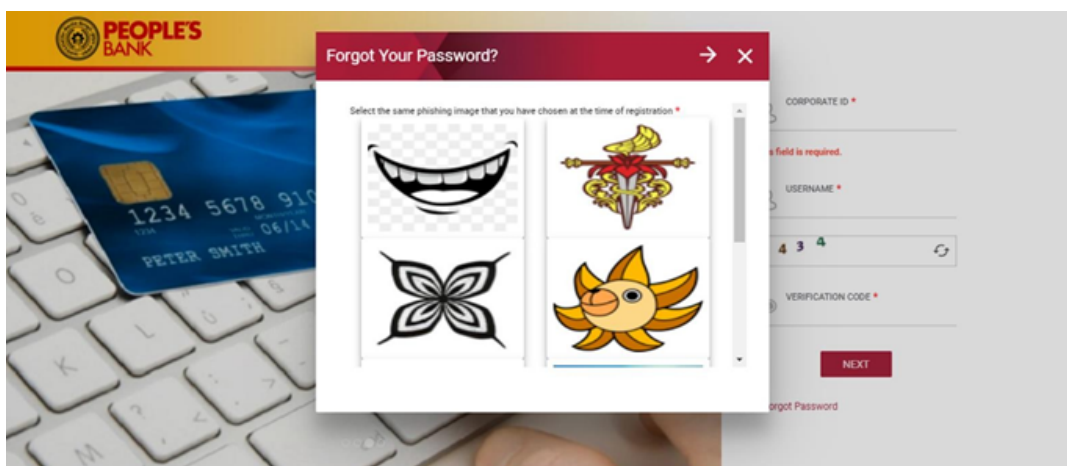 PEOPLE'S
BANK
Forgot Your Password?
Select the same phishing image that you have chosen at the time of registration *
CORPORATE ID *
field is required.
USERNAME *
4 3 4
VERIFICATION CODE *
NEXT
orgot Password
1234 5678 910
1234
06/14
PETER SMITH